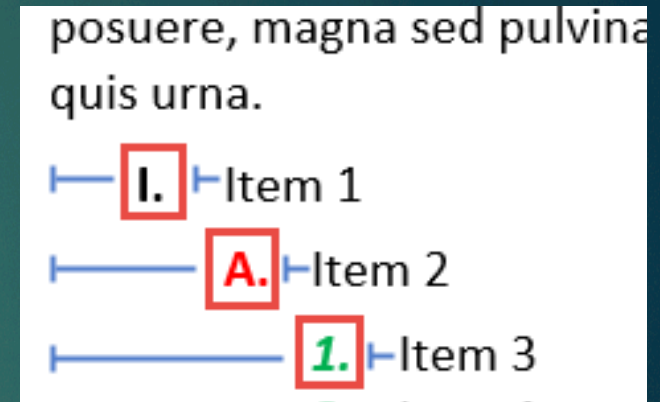 posuere, magna sed pulvina
quis urna.
I. Item 1
A. Item 2
1. Item 3